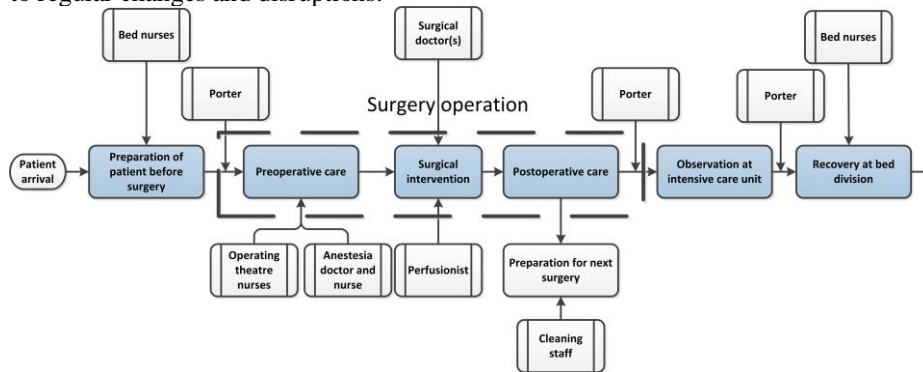 to regular changes and disruptions.
Bed nurses
Surgical
doctor(s)
Bed nurses
Porter
Porter
Porter
Surgery operation
Patient
arrival
Preparation of
patient before
surgery
Preoperative care
Surgical
intervention
Postoperative care
Observation at
intensive care unit
Recovery at bed
division
Operating
theatre
nurses
Anestesia
doctor and
nurse
Perfusionist
Preparation for next
surgery
Cleaning
staff